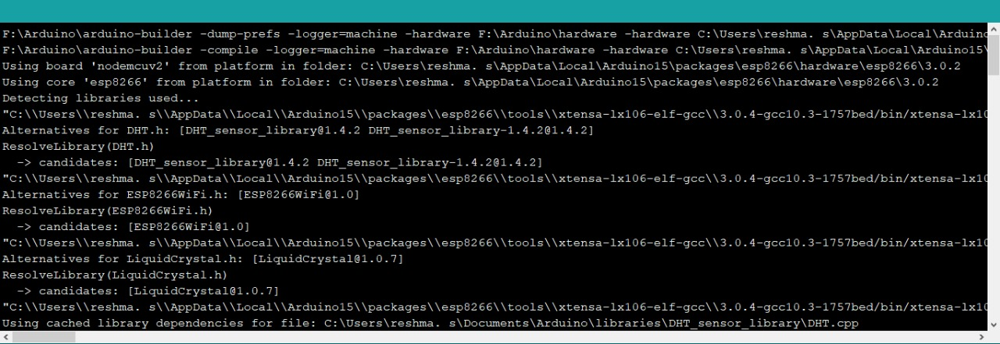 F:\Arduino\arduino-builder -dump-prefs -logger=machine -hardware F:\Arduino\hardware -hardware C:\Users\reshma. s\AppData\Local\Arduino
F:\Arduino\arduino-builder -compile -logger=machine -hardware F:\Arduino\hardware -hardware C:\Users\reshma. s\AppData\Local\Arduino15\
Using board 'nodemcuv2' from platform in folder: C:\Users\reshma. s\AppData\Local\Arduino15\packages\esp8266\hardware\esp8266\3.0.2
Using core 'esp8266' from platform in folder: C:\Users\reshma. s\AppData\Local\Arduino15\packages\esp8266\hardware\esp8266\3.0.2
Detecting libraries used...
"C:\\Users\\reshma. s\\AppData\\Local\\Arduino15\\packages\\esp8266\\tools\\xtensa-lx106-elf-gcc\\3.0.4-gcc10.3-1757bed/bin/xtensa-lx10
Alternatives for DHT.h: [DHT_sensor_library@1.4.2 DHT_sensor_library-1.4.2@1.4.2]
ResolveLibrary(DHT.h)
  -> candidates: [DHT_sensor_library@1.4.2 DHT_sensor_library-1.4.2@1.4.2]
"C:\\Users\\reshma. s\\AppData\\Local\\Arduino15\\packages\\esp8266\\tools\\xtensa-lx106-elf-gcc\\3.0.4-gcc10.3-1757bed/bin/xtensa-lx10
Alternatives for ESP8266WiFi.h: [ESP8266WiFi@1.0]
ResolveLibrary(ESP8266WiFi.h)
  -> candidates: [ESP8266WiFi@1.0]
"C:\\Users\\reshma. s\\AppData\\Local\\Arduino15\\packages\\esp8266\\tools\\xtensa-lx106-elf-gcc\\3.0.4-gcc10.3-1757bed/bin/xtensa-lx10
Alternatives for LiquidCrystal.h: [LiquidCrystal@1.0.7]
ResolveLibrary(LiquidCrystal.h)
  -> candidates: [LiquidCrystal@1.0.7]
"C:\\Users\\reshma. s\\AppData\\Local\\Arduino15\\packages\\esp8266\\tools\\xtensa-lx106-elf-gcc\\3.0.4-gcc10.3-1757bed/bin/xtensa-lx10
Using cached library dependencies for file: C:\Users\reshma. s\Documents\Arduino\libraries\DHT_sensor_library\DHT.cpp